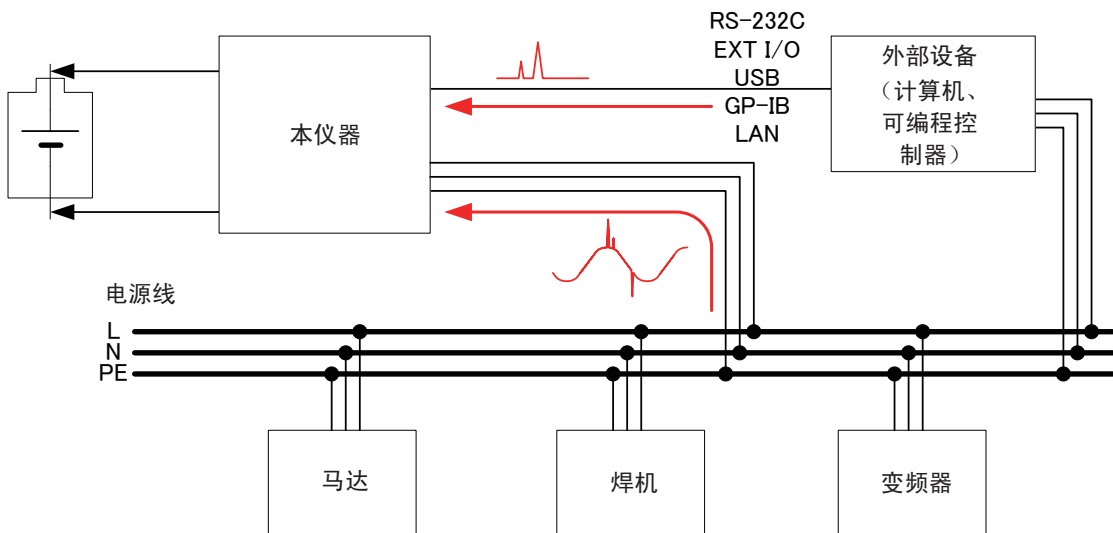 RS-232C
EXT I/O
USB
GP-IB
LAN
本仪器
外部设备
（计算机、
可编程控
制器）
电源线
L
N
PE
马达
焊机
变频器